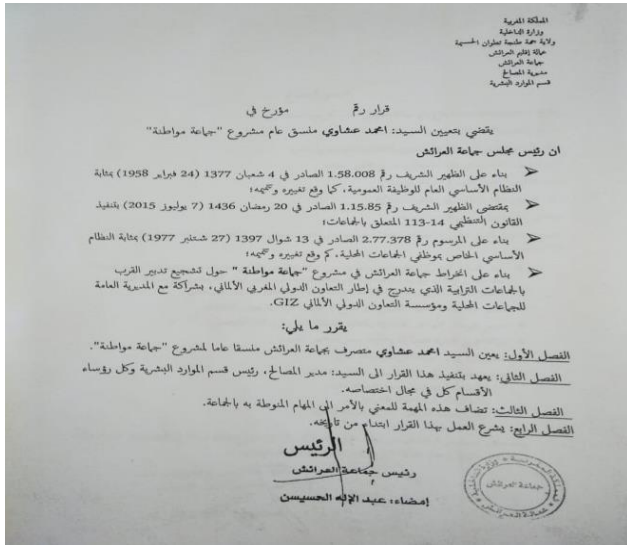 المملكة المغربية
وزارة الداخلية
ولاية جهة طنجة تطوان الحسيمة
عمالة إقليم العرائش
جماعة العرائش
مديرية المصالح
قسم الموارد البشرية
قرار رقم مؤرخ في
يقتضي بتعيين السيد: امحمد عشاوي منسق عام مشروع "جماعة مواطنة"
ان رئيس مجلس جماعة العرائش
➢ بناء على الظهير الشريف رقم 1.58.008 الصادر في 4 شعبان 1377 (24 فبراير 1958) بمثابة
النظام الأساسي العام للوظيفة العمومية، كما وقع تغييره وتتميمه؛
➢ بمقتضى الظهير الشريف رقم 1.15.85 الصادر في 20 رمضان 1436 (7 يوليوز 2015) بتنفيذ
القانون التنظيمي 14-113 المتعلق بالجماعات؛
➢ بناء على المرسوم رقم 2.77.378 الصادر في 13 شوال 1397 (27 شتنبر 1977) بمثابة النظام
الأساسي الخاص بموظفي الجماعات المحلية، كم وقع تغييره وتتميمه؛
➢ بناء على انخراط جماعة العرائش في مشروع "جماعة مواطنة " حول تشجيع تدبير القرب
بالجماعات الترابية الذي يندرج في إطار التعاون الدولي المغربي الألماني، بشراكة مع المديرية العامة
للجماعات المحلية ومؤسسة التعاون الدولي الألماني GIZ.
يقرر ما يلي:
الفصل الأول: يعين السيد امحمد عشاوي متصرف بجماعة العرائش منسقا عاما لمشروع "جماعة مواطنة".
الفصل الثاني: يعهد بتنفيذ هذا القرار الى السيد: مدير المصالح، رئيس قسم الموارد البشرية وكل رؤساء
الأقسام كل في مجال اختصاصه.
الفصل الثالث: تضاف هذه المهمة للمعني بالأمر الى المهام المنوطة به بالجماعة.
الفصل الرابع: يشرع العمل بهذا القرار ابتداء من تاريخه.
الرئيس
رئيس جماعة العرائش
إمضاء: عبد الإله الحسيسن
جماعة العرائش